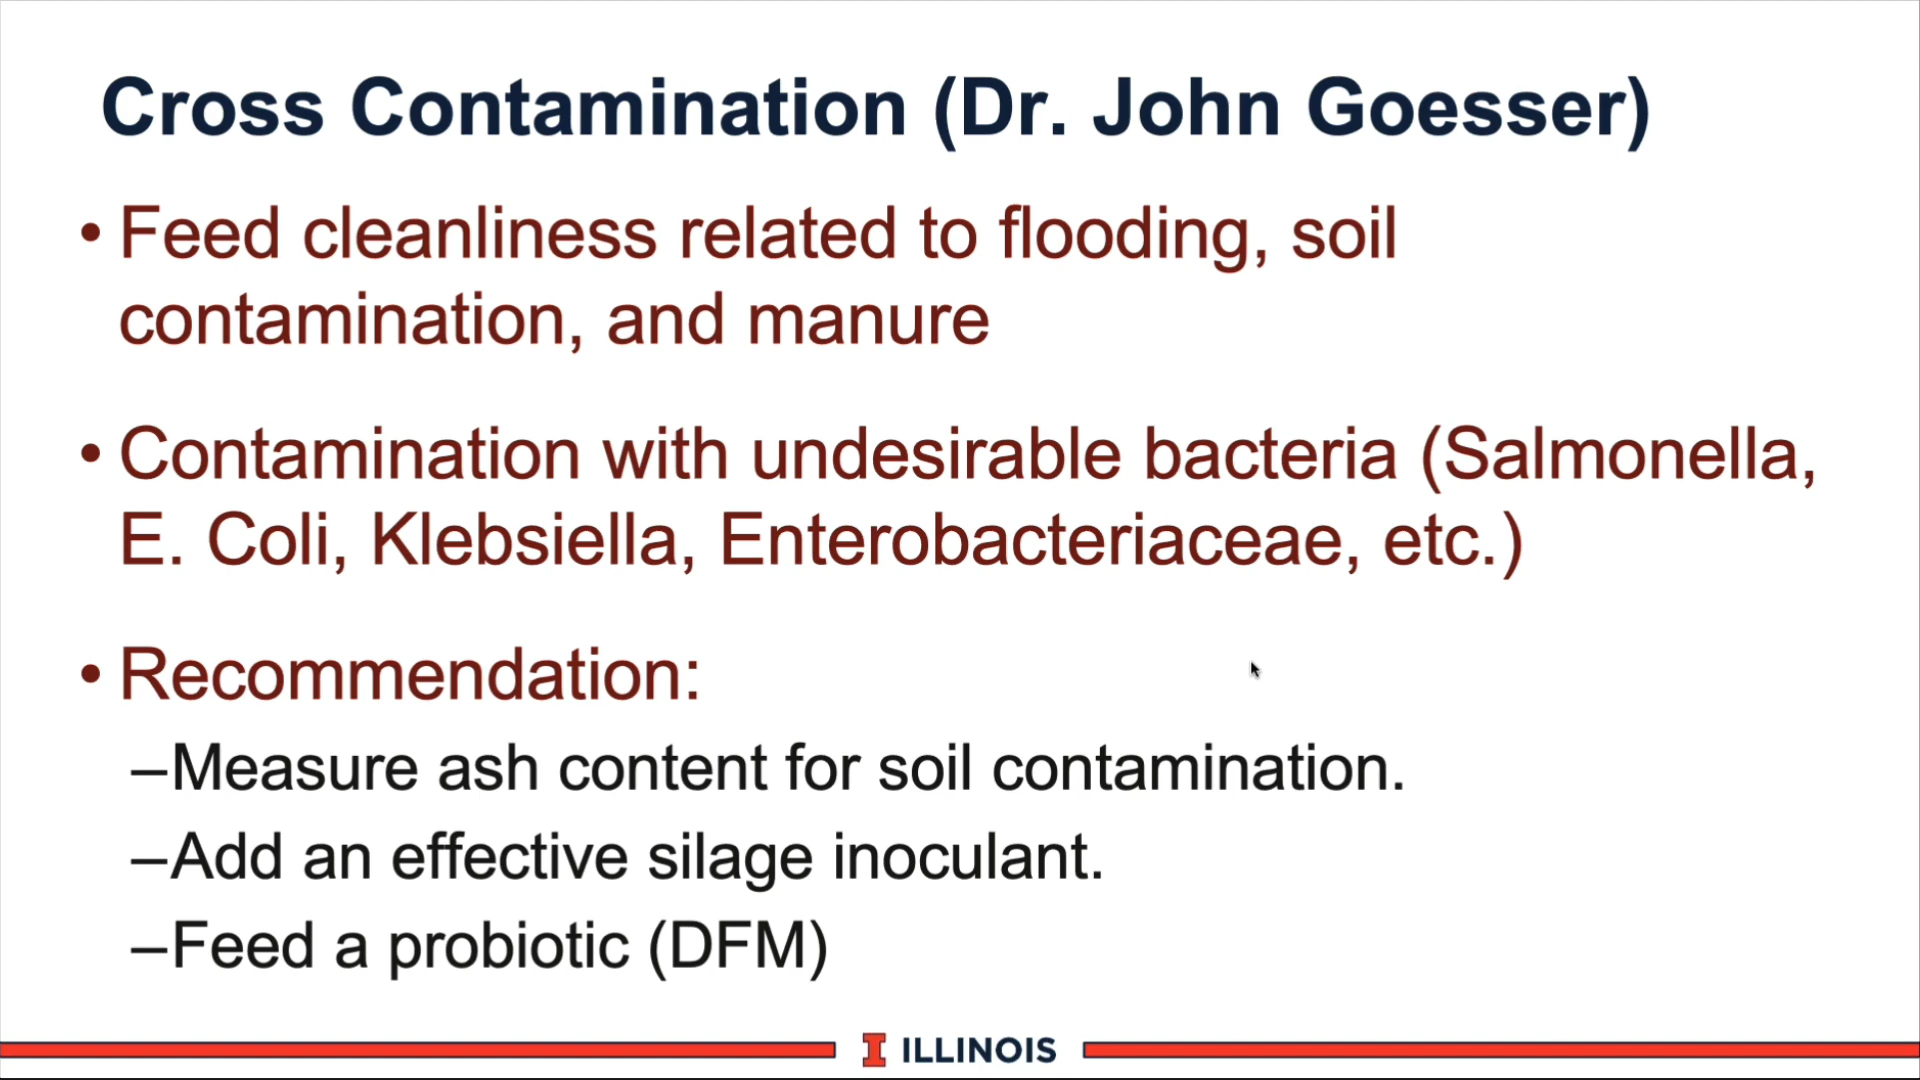 Cross Contamination (Dr. John Goesser)
• Feed cleanliness related to flooding, soil
contamination, and manure
• Contamination with undesirable bacteria (Salmonella,
E. Coli, Klebsiella, Enterobacteriaceae, etc.)
• Recommendation:
–Measure ash content for soil contamination.
–Add an effective silage inoculant.
–Feed a probiotic (DFM)
I ILLINOIS